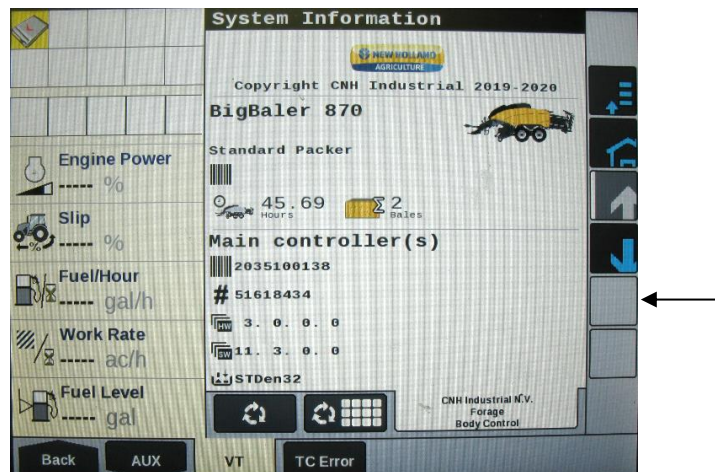 System Information
NEW HOLLAND
AGRICULTURE
Copyright CNH Industrial 2019-2020
BigBaler 870
Standard Packer
45.69
Hours
Σ 2
Bales
Main controller(s)
2035100138
# 51618434
HW 3. 0. 0. 0
SW 11. 3. 0. 0
STDen32
Engine Power
---- %
Slip
---- %
Fuel/Hour
---- gal/h
Work Rate
---- ac/h
Fuel Level
---- gal
CNH Industrial N.V.
Forage
Body Control
Back
AUX
VT
TC Error